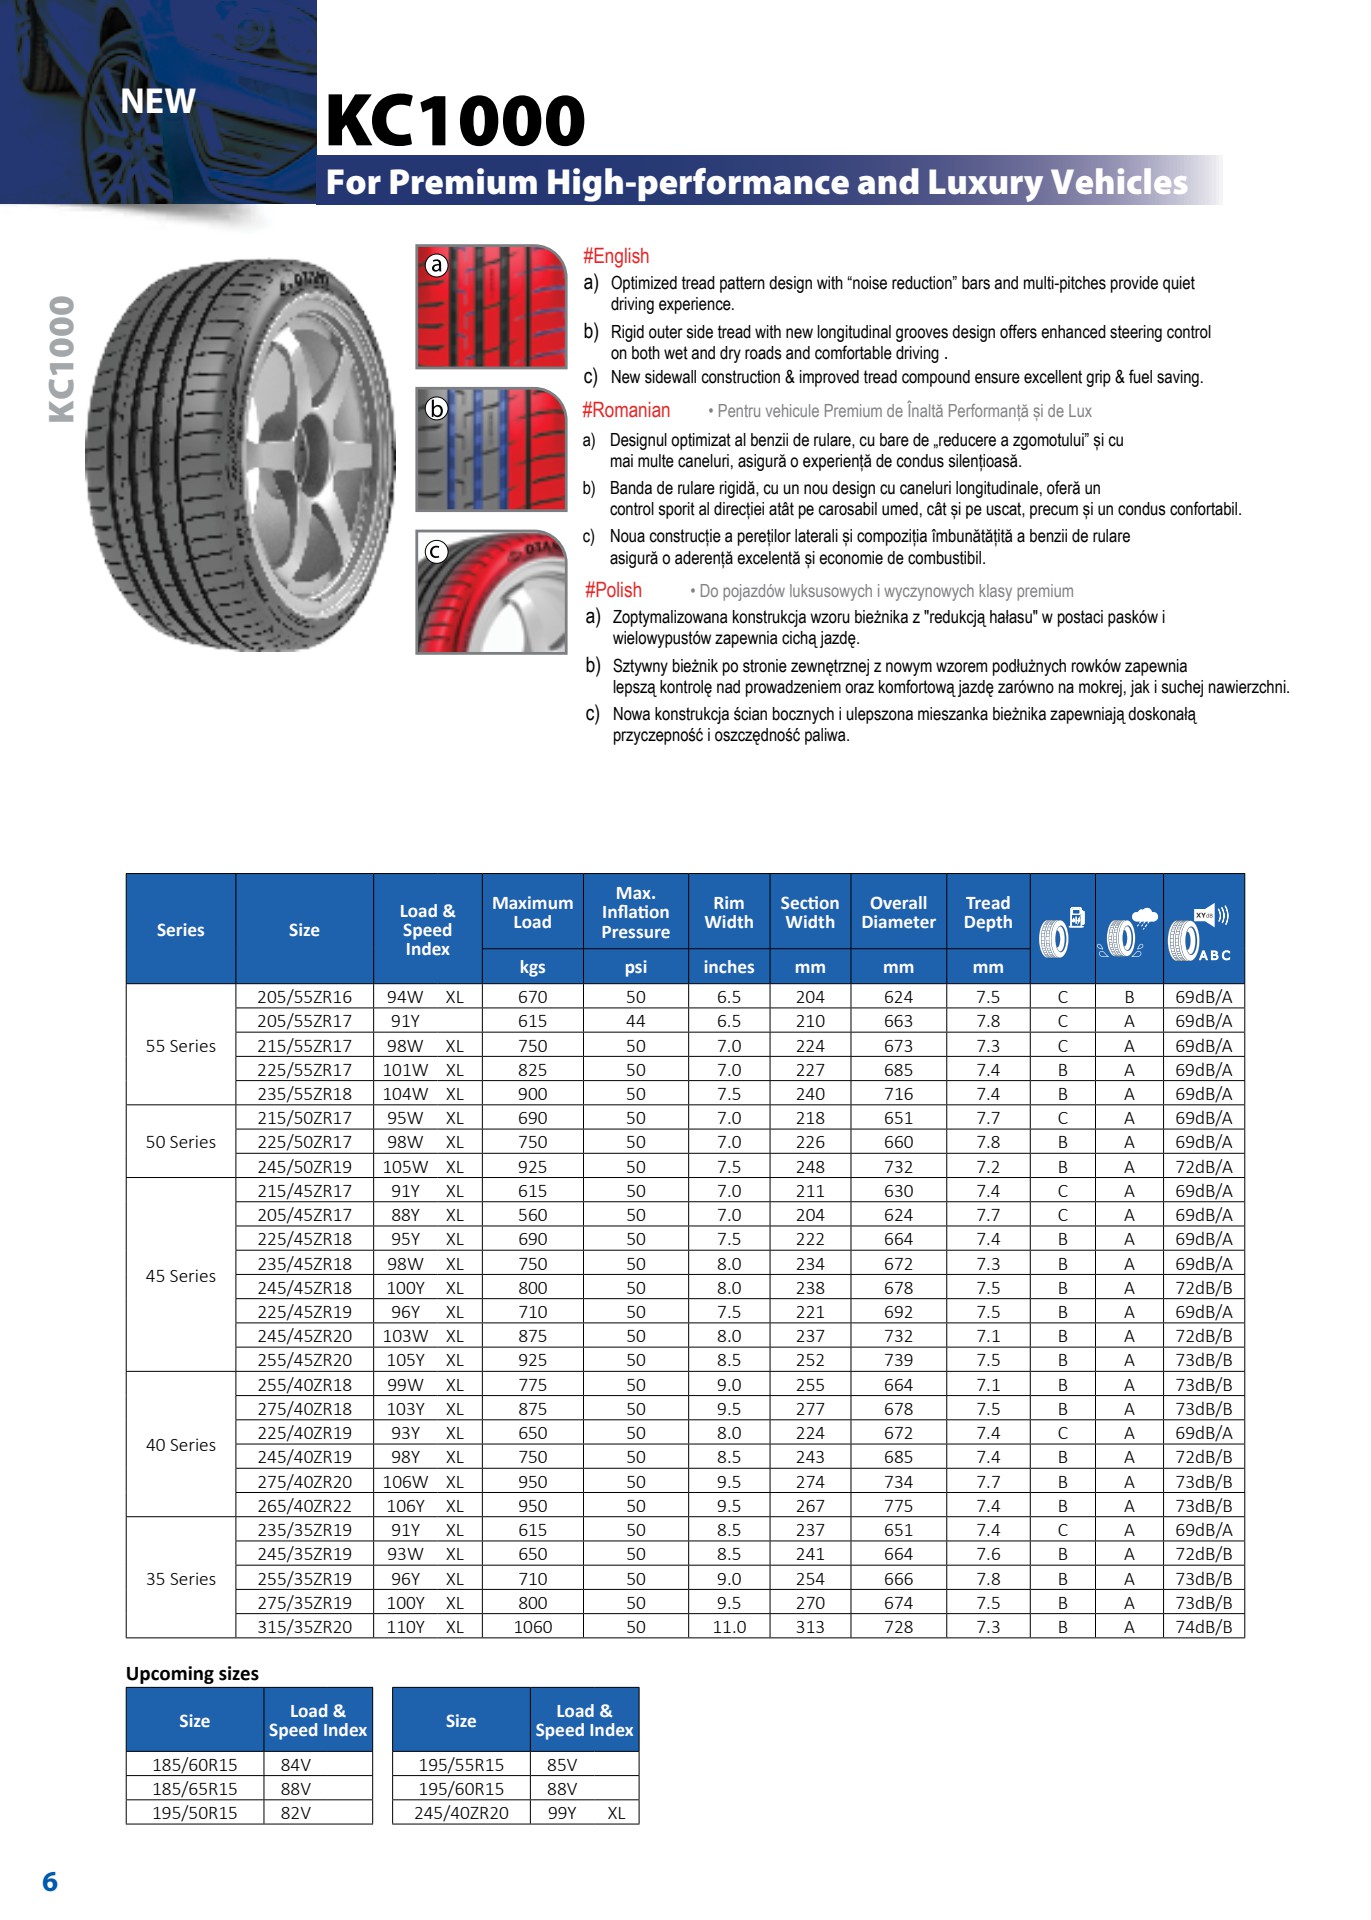 NEW
KC1000
For Premium High-performance and Luxury Vehicles
KC1000
a
b
c
#English
a) Optimized tread pattern design with “noise reduction” bars and multi-pitches provide quiet
driving experience.
b) Rigid outer side tread with new longitudinal grooves design offers enhanced steering control
on both wet and dry roads and comfortable driving .
c) New sidewall construction & improved tread compound ensure excellent grip & fuel saving.
#Romanian • Pentru vehicule Premium de Înaltă Performanță și de Lux
a) Designul optimizat al benzii de rulare, cu bare de „reducere a zgomotului” și cu
mai multe caneluri, asigură o experiență de condus silențioasă.
b) Banda de rulare rigidă, cu un nou design cu caneluri longitudinale, oferă un
control sporit al direcției atât pe carosabil umed, cât și pe uscat, precum și un condus confortabil.
c) Noua construcție a pereților laterali și compoziția îmbunătățită a benzii de rulare
asigură o aderență excelentă și economie de combustibil.
#Polish • Do pojazdów luksusowych i wyczynowych klasy premium
a) Zoptymalizowana konstrukcja wzoru bieżnika z "redukcją hałasu" w postaci pasków i
wielowypustów zapewnia cichą jazdę.
b) Sztywny bieżnik po stronie zewnętrznej z nowym wzorem podłużnych rowków zapewnia
lepszą kontrolę nad prowadzeniem oraz komfortową jazdę zarówno na mokrej, jak i suchej nawierzchni.
c) Nowa konstrukcja ścian bocznych i ulepszona mieszanka bieżnika zapewniają doskonałą
przyczepność i oszczędność paliwa.
Series Size Load & Speed Index Maximum Load Max. Inflation Pressure Rim Width Section Width Overall Diameter Tread Depth XYdB ABC
kgs psi inches mm mm mm
55 Series
205/55ZR16 94W XL 670 50 6.5 204 624 7.5 C B 69dB/A
205/55ZR17 91Y 615 44 6.5 210 663 7.8 C A 69dB/A
215/55ZR17 98W XL 750 50 7.0 224 673 7.3 C A 69dB/A
225/55ZR17 101W XL 825 50 7.0 227 685 7.4 B A 69dB/A
235/55ZR18 104W XL 900 50 7.5 240 716 7.4 B A 69dB/A
50 Series
215/50ZR17 95W XL 690 50 7.0 218 651 7.7 C A 69dB/A
225/50ZR17 98W XL 750 50 7.0 226 660 7.8 B A 69dB/A
245/50ZR19 105W XL 925 50 7.5 248 732 7.2 B A 72dB/A
45 Series
215/45ZR17 91Y XL 615 50 7.0 211 630 7.4 C A 69dB/A
205/45ZR17 88Y XL 560 50 7.0 204 624 7.7 C A 69dB/A
225/45ZR18 95Y XL 690 50 7.5 222 664 7.4 B A 69dB/A
235/45ZR18 98W XL 750 50 8.0 234 672 7.3 B A 69dB/A
245/45ZR18 100Y XL 800 50 8.0 238 678 7.5 B A 72dB/B
225/45ZR19 96Y XL 710 50 7.5 221 692 7.5 B A 69dB/A
245/45ZR20 103W XL 875 50 8.0 237 732 7.1 B A 72dB/B
255/45ZR20 105Y XL 925 50 8.5 252 739 7.5 B A 73dB/B
40 Series
255/40ZR18 99W XL 775 50 9.0 255 664 7.1 B A 73dB/B
275/40ZR18 103Y XL 875 50 9.5 277 678 7.5 B A 73dB/B
225/40ZR19 93Y XL 650 50 8.0 224 672 7.4 C A 69dB/A
245/40ZR19 98Y XL 750 50 8.5 243 685 7.4 B A 72dB/B
275/40ZR20 106W XL 950 50 9.5 274 734 7.7 B A 73dB/B
265/40ZR22 106Y XL 950 50 9.5 267 775 7.4 B A 73dB/B
35 Series
235/35ZR19 91Y XL 615 50 8.5 237 651 7.4 C A 69dB/A
245/35ZR19 93W XL 650 50 8.5 241 664 7.6 B A 72dB/B
255/35ZR19 96Y XL 710 50 9.0 254 666 7.8 B A 73dB/B
275/35ZR19 100Y XL 800 50 9.5 270 674 7.5 B A 73dB/B
315/35ZR20 110Y XL 1060 50 11.0 313 728 7.3 B A 74dB/B
Upcoming sizes
Size Load & Speed Index Size Load & Speed Index
185/60R15 84V 195/55R15 85V
185/65R15 88V 195/60R15 88V
195/50R15 82V 245/40ZR20 99Y XL
6